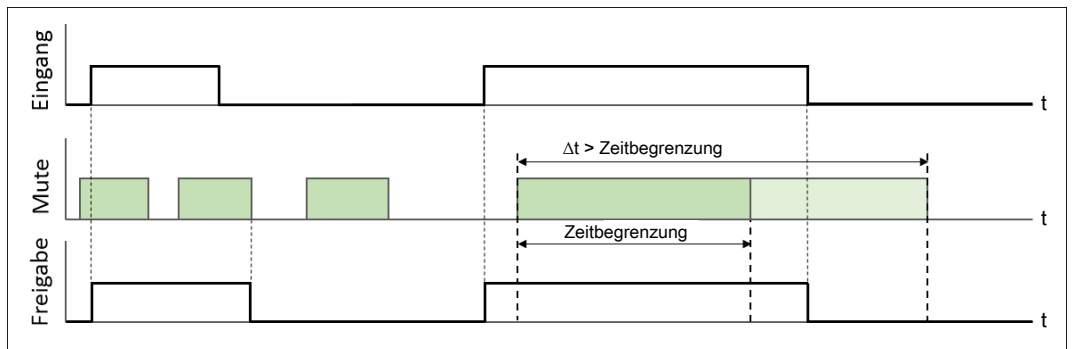 Eingang
t
Mute
Δt > Zeitbegrenzung
t
Zeitbegrenzung
Freigabe
t